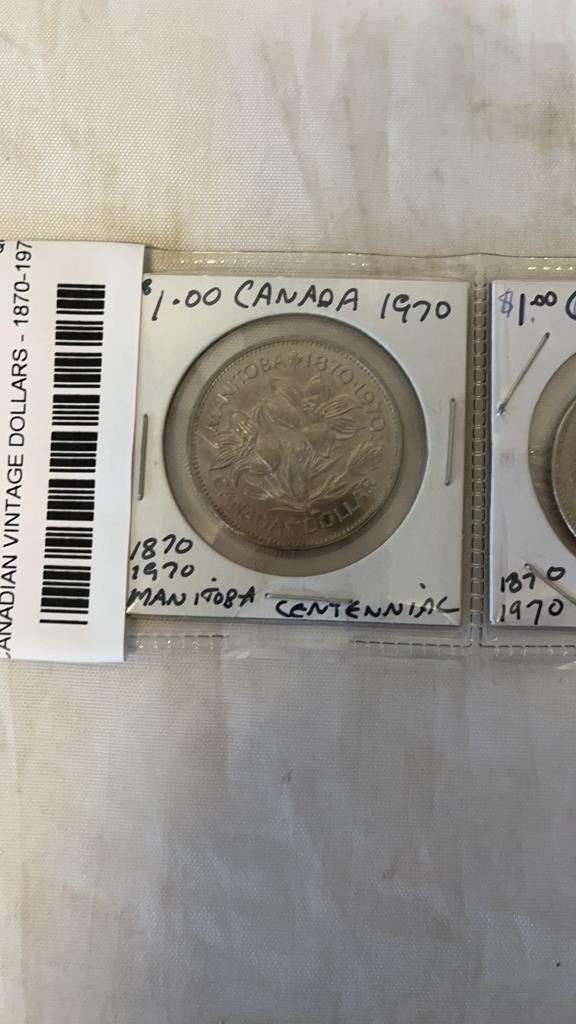 ANADIAN VINTAGE DOLLARS - 1870-197
$1.00 CANADA 1970
MANITOBA 1870-1970
CANADA DOLLAR
1870
1970
MANITOBA CENTENNIAL
$1.00
1870
1970